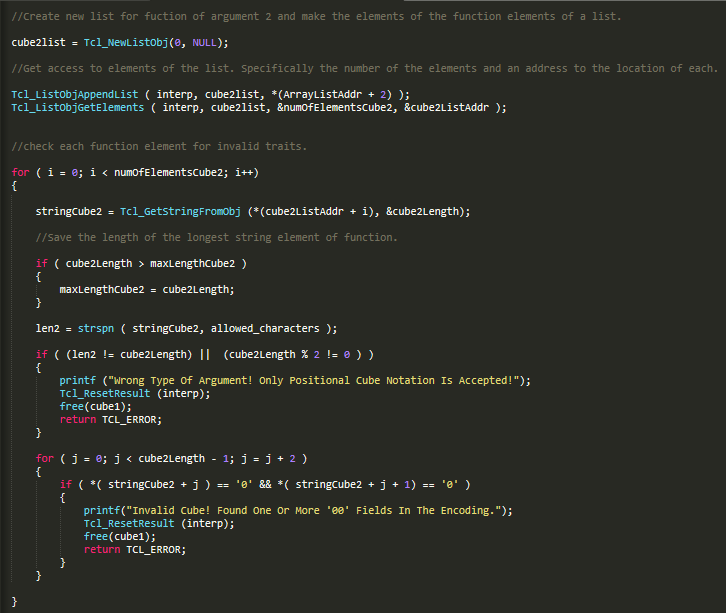 //Create new list for fuction of argument 2 and make the elements of the function elements of a list.
cube2list = Tcl_NewListObj(0, NULL);
//Get access to elements of the list. Specifically the number of the elements and an address to the location of each.
Tcl_ListObjAppendList ( interp, cube2list, *(ArrayListAddr + 2) );
Tcl_ListObjGetElements ( interp, cube2list, &numOfElementsCube2, &cube2ListAddr );
//check each function element for invalid traits.
for ( i = 0; i < numOfElementsCube2; i++)
{
stringCube2 = Tcl_GetStringFromObj (*(cube2ListAddr + i), &cube2Length);
//Save the length of the longest string element of function.
if ( cube2Length > maxLengthCube2 )
{
maxLengthCube2 = cube2Length;
}
len2 = strspn ( stringCube2, allowed_characters );
if ( (len2 != cube2Length) || (cube2Length % 2 != 0 ) )
{
printf ("Wrong Type Of Argument! Only Positional Cube Notation Is Accepted!");
Tcl_ResetResult (interp);
free(cube1);
return TCL_ERROR;
}
for ( j = 0; j < cube2Length - 1; j = j + 2 )
{
if ( *( stringCube2 + j ) == '0' && *( stringCube2 + j + 1) == '0' )
{
printf("Invalid Cube! Found One Or More '00' Fields In The Encoding.");
Tcl_ResetResult (interp);
free(cube1);
return TCL_ERROR;
}
}
}